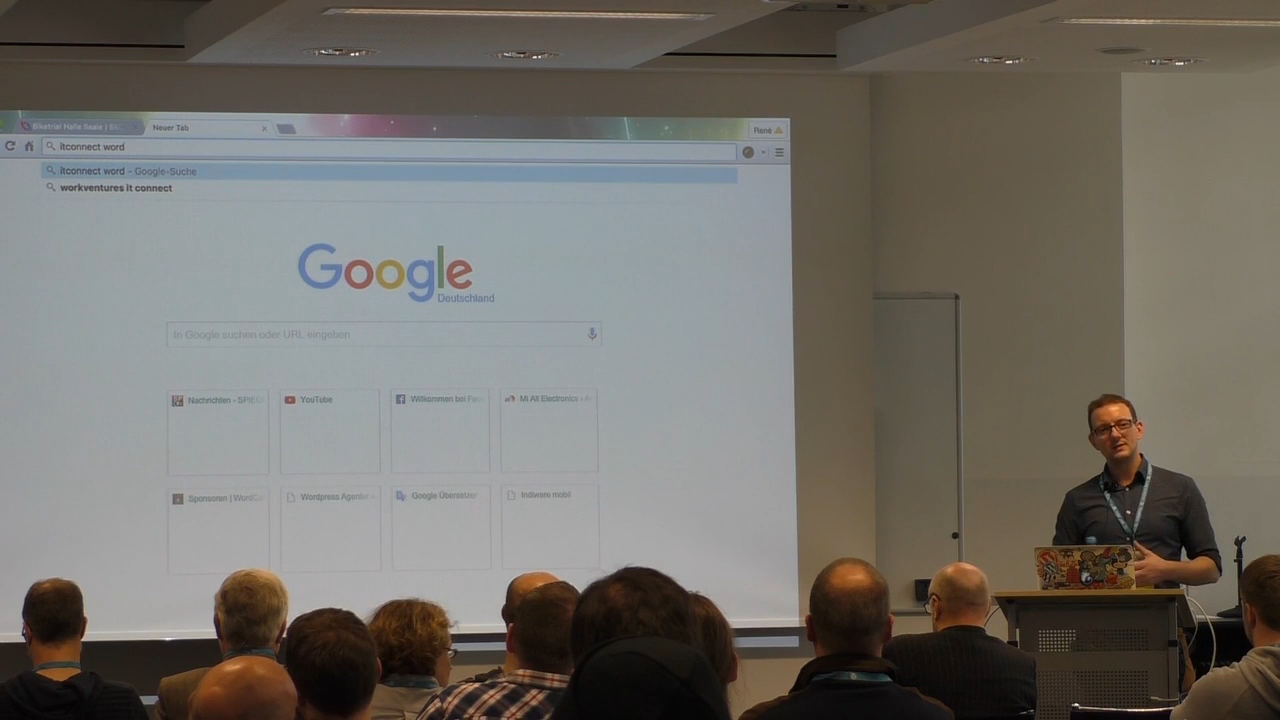 Biketrial Halle Saale |
Neuer Tab
René
itconnect word
itconnect word - Google-Suche
workventures it connect
Google
Deutschland
In Google suchen oder URL eingeben
Nachrichten - SPIEG
YouTube
Willkommen bei Face
Mi All Electronics
Sponsoren | WordCa
Wordpress Agentur
Google Übersetzer
Indiware mobil